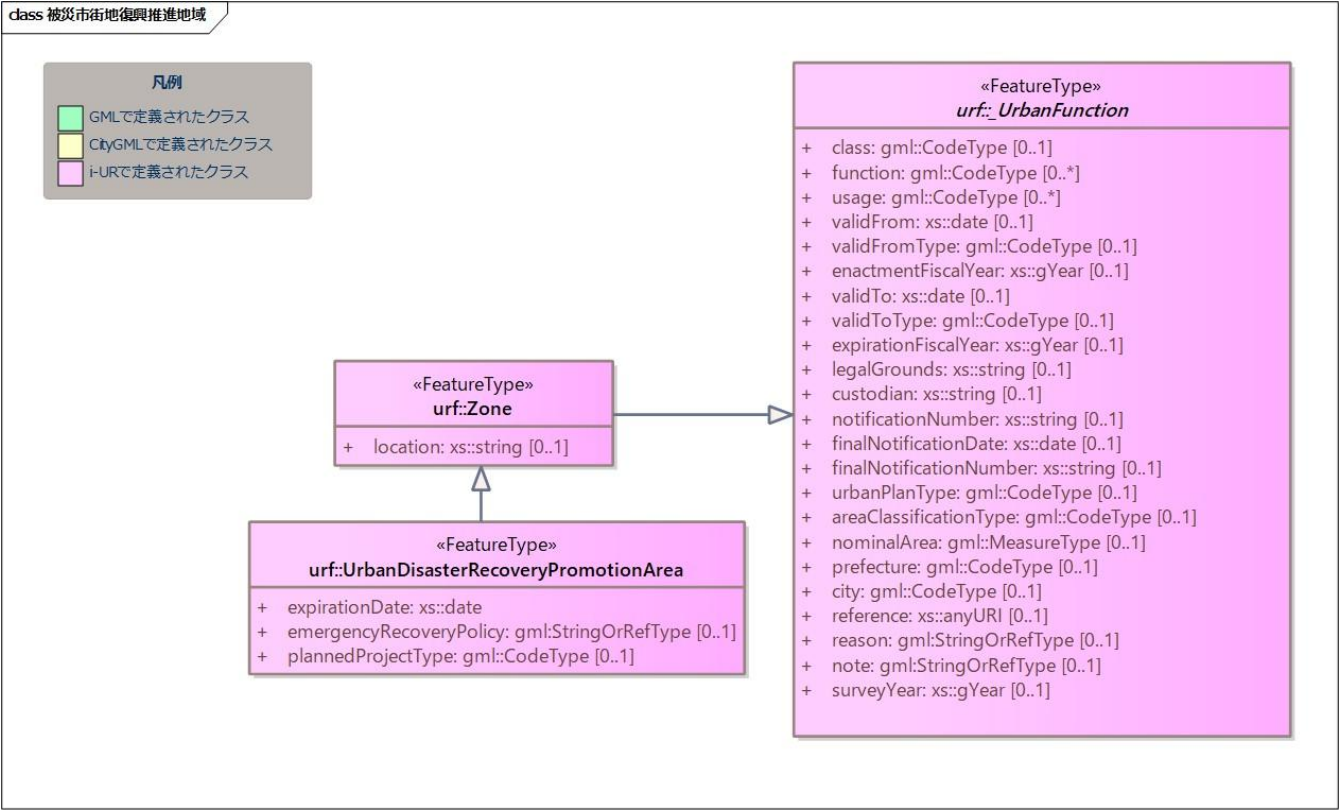 class 被災市街地復興推進地域
凡例
GMLで定義されたクラス
CityGMLで定義されたクラス
i-URで定義されたクラス
«FeatureType»
urf::_UrbanFunction
+ class: gml::CodeType [0..1]
+ function: gml::CodeType [0..*]
+ usage: gml::CodeType [0..*]
+ validFrom: xs::date [0..1]
+ validFromType: gml::CodeType [0..1]
+ enactmentFiscalYear: xs::gYear [0..1]
+ validTo: xs::date [0..1]
+ validToType: gml::CodeType [0..1]
+ expirationFiscalYear: xs::gYear [0..1]
+ legalGrounds: xs::string [0..1]
+ custodian: xs::string [0..1]
+ notificationNumber: xs::string [0..1]
+ finalNotificationDate: xs::date [0..1]
+ finalNotificationNumber: xs::string [0..1]
+ urbanPlanType: gml::CodeType [0..1]
+ areaClassificationType: gml::CodeType [0..1]
+ nominalArea: gml::MeasureType [0..1]
+ prefecture: gml::CodeType [0..1]
+ city: gml::CodeType [0..1]
+ reference: xs::anyURI [0..1]
+ reason: gml:StringOrRefType [0..1]
+ note: gml:StringOrRefType [0..1]
+ surveyYear: xs::gYear [0..1]
«FeatureType»
urf::Zone
+ location: xs::string [0..1]
«FeatureType»
urf::UrbanDisasterRecoveryPromotionArea
+ expirationDate: xs::date
+ emergencyRecoveryPolicy: gml:StringOrRefType [0..1]
+ plannedProjectType: gml::CodeType [0..1]